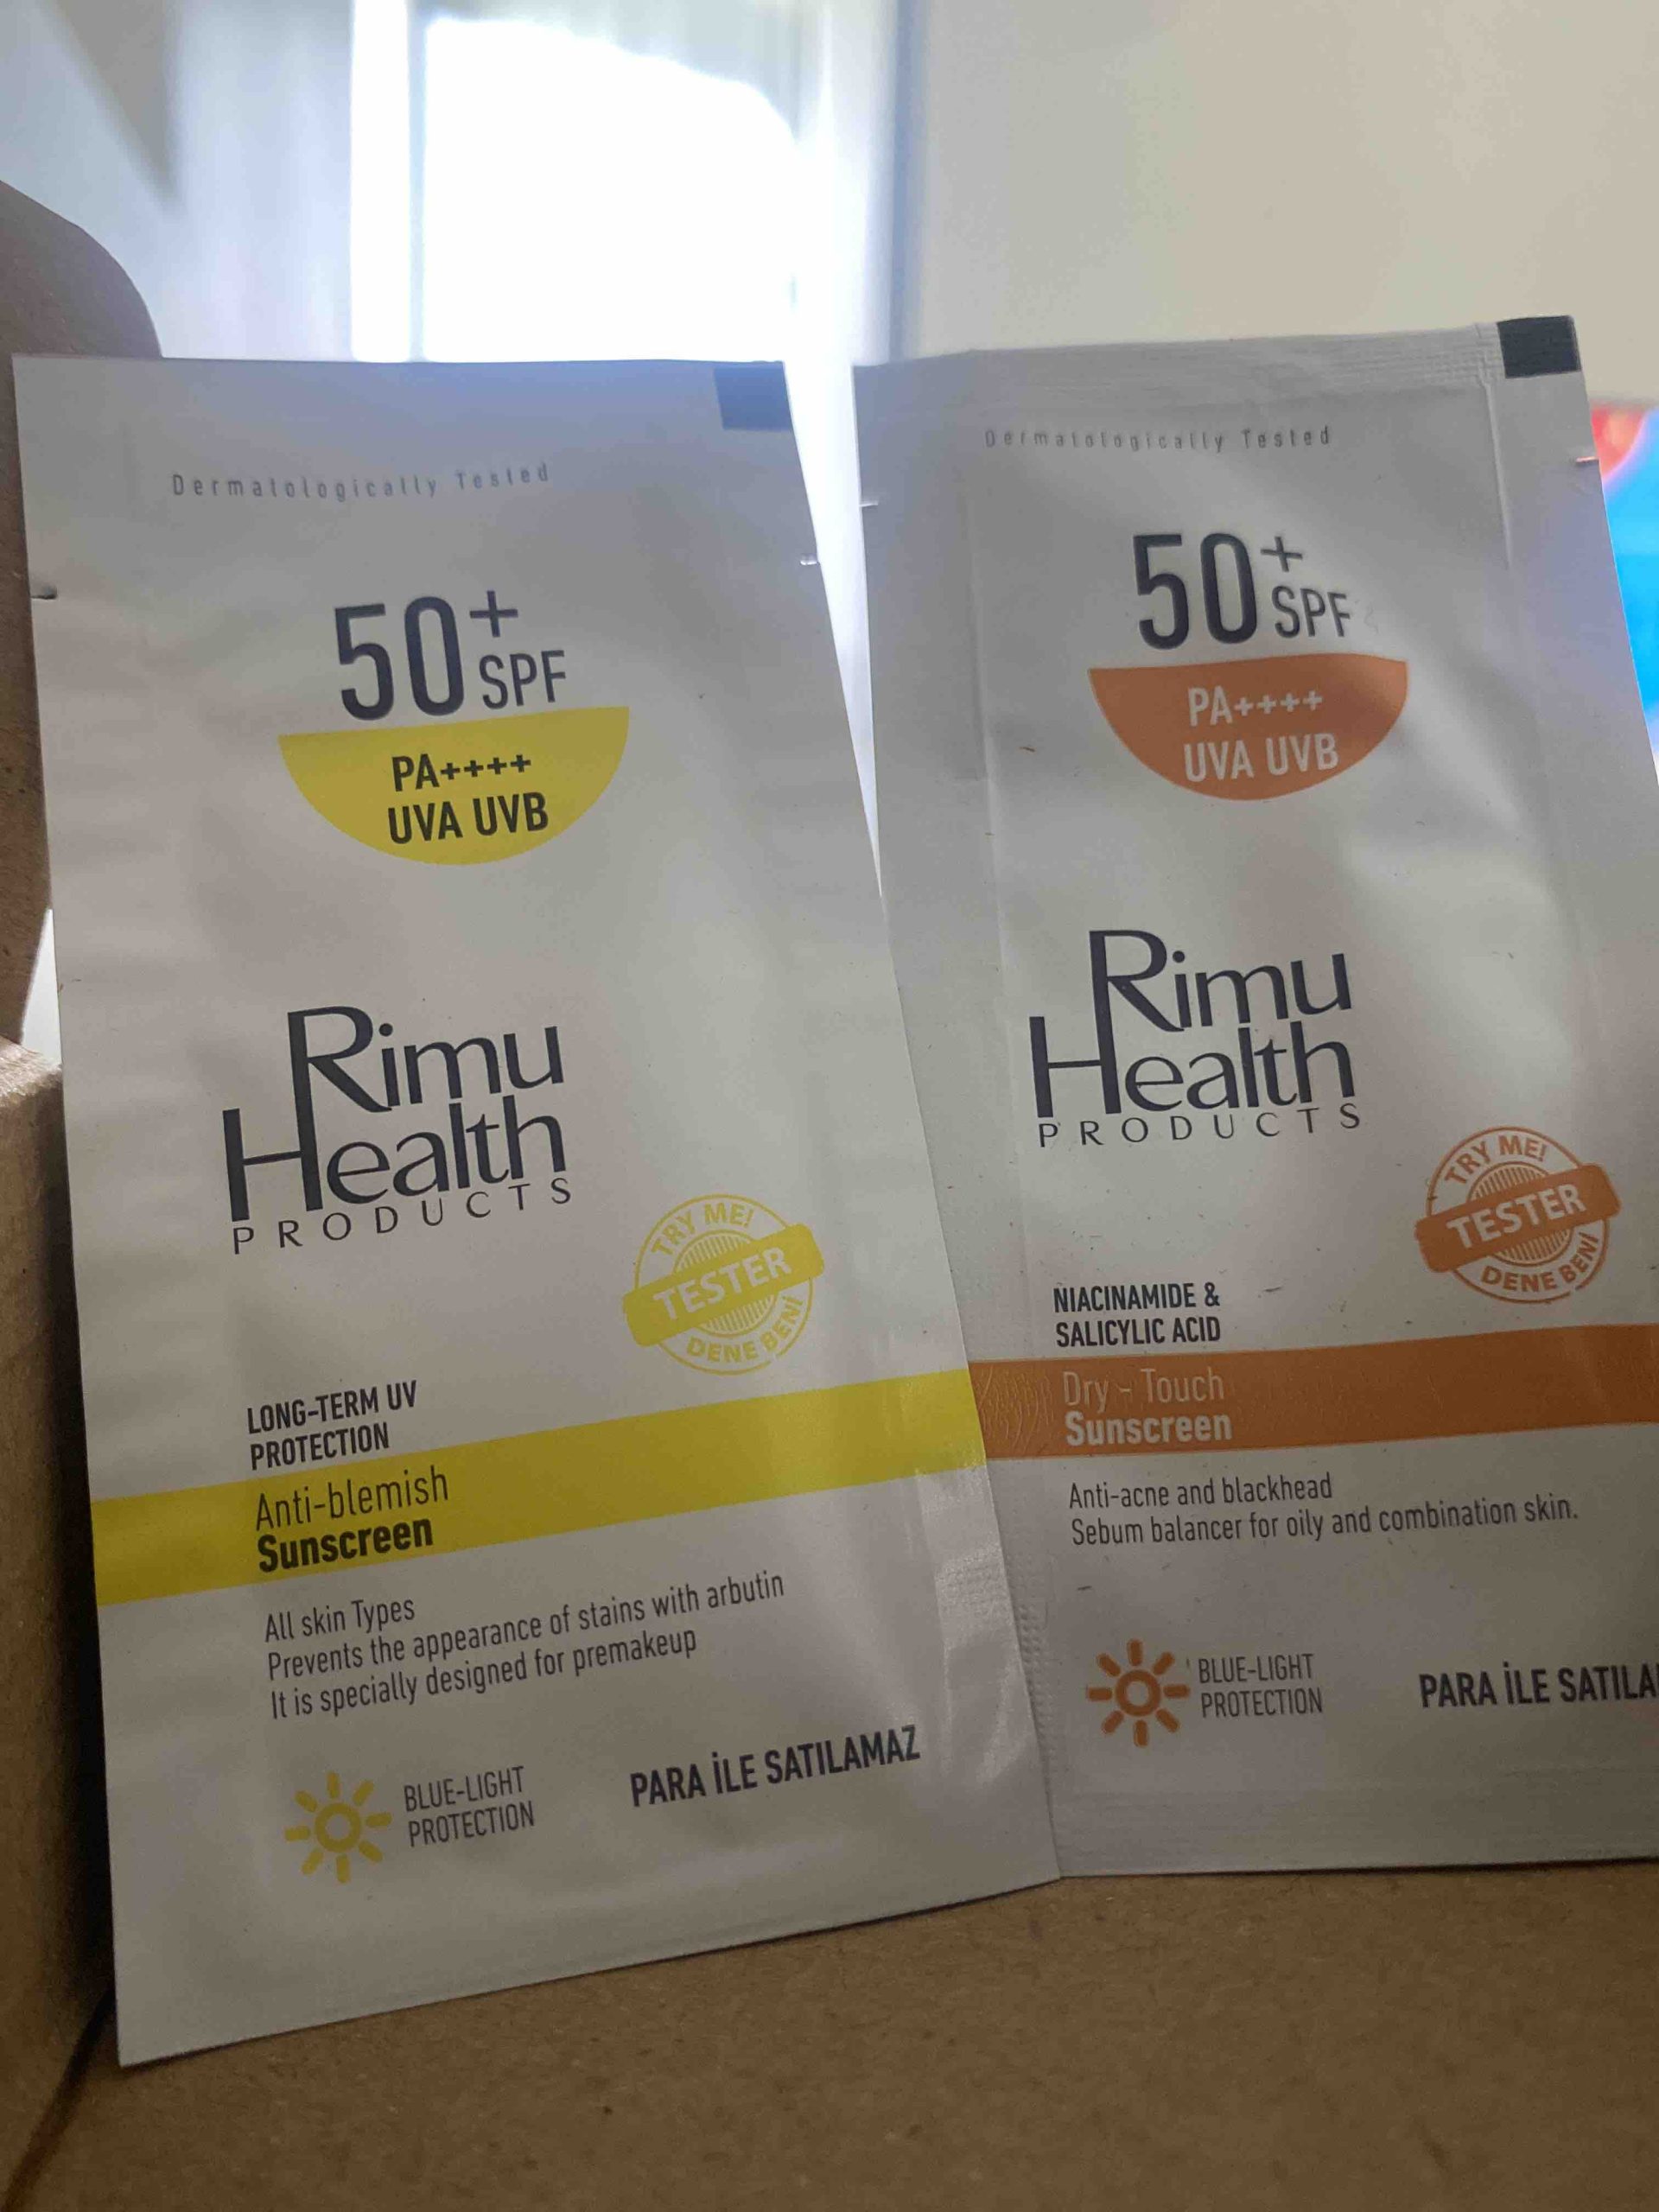 Dermatologically Tested
50+
SPF
PA++++
UVA UVB
Rimu
Health
PRODUCTS
TRY ME!
TESTER
DENE BENİ
LONG-TERM UV
PROTECTION
Anti-blemish
Sunscreen
All skin Types
Prevents the appearance of stains with arbutin
It is specially designed for premakeup
BLUE-LIGHT
PROTECTION
PARA İLE SATILAMAZ
Dermatologically Tested
50+
SPF
PA++++
UVA UVB
Rimu
Health
PRODUCTS
TRY ME!
TESTER
DENE BENİ
NIACINAMIDE &
SALICYLIC ACID
Dry - Touch
Sunscreen
Anti-acne and blackhead
Sebum balancer for oily and combination skin.
BLUE-LIGHT
PROTECTION
PARA İLE